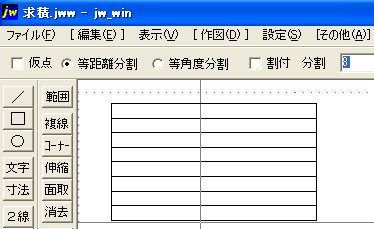 jw 求積.jww - jw_win
ファイル(F) [ 編集(E) ] 表示(V) [ 作図(D) ] 設定(S) [その他(A)]
仮点 等距離分割 等角度分割 割付 分割 8
／ 範囲
□ 複線
○ コーナー
文字 伸縮
寸法 面取
２線 消去